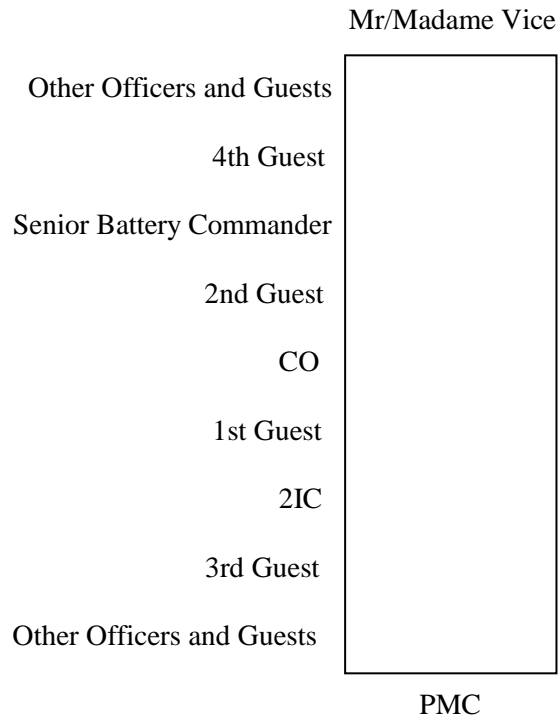 Mr/Madame Vice
Other Officers and Guests
4th Guest
Senior Battery Commander
2nd Guest
CO
1st Guest
2IC
3rd Guest
Other Officers and Guests
PMC